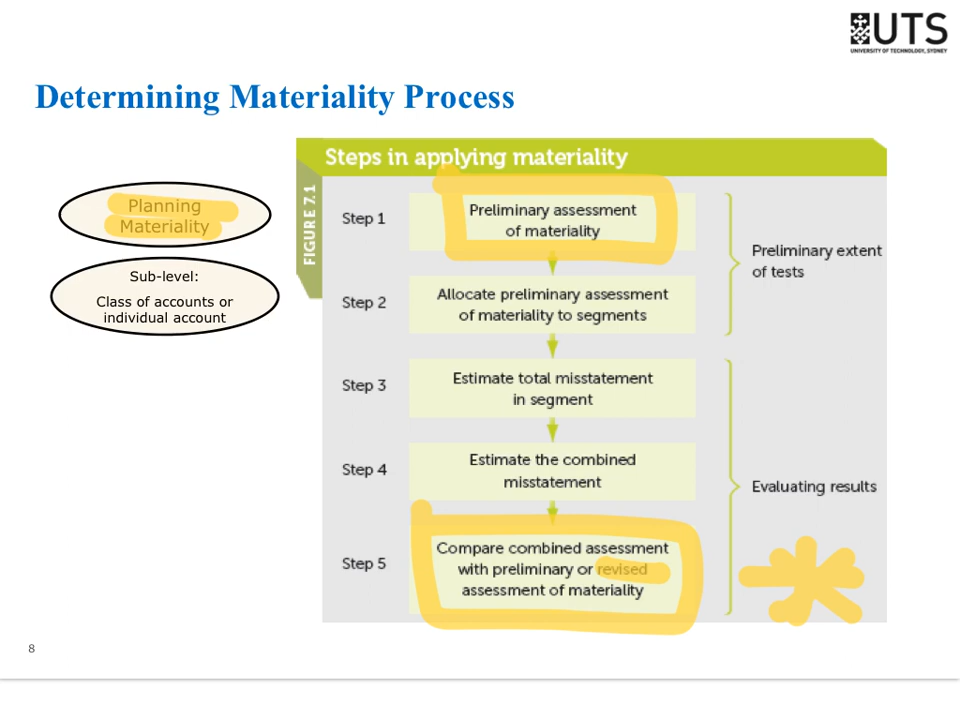 UTS
UNIVERSITY OF TECHNOLOGY, SYDNEY
Determining Materiality Process
Planning
Materiality
Sub-level:
Class of accounts or
individual account
FIGURE 7.1
Steps in applying materiality
Step 1
Preliminary assessment
of materiality
Step 2
Allocate preliminary assessment
of materiality to segments
Preliminary extent
of tests
Step 3
Estimate total misstatement
in segment
Step 4
Estimate the combined
misstatement
Step 5
Compare combined assessment
with preliminary or revised
assessment of materiality
Evaluating results
8